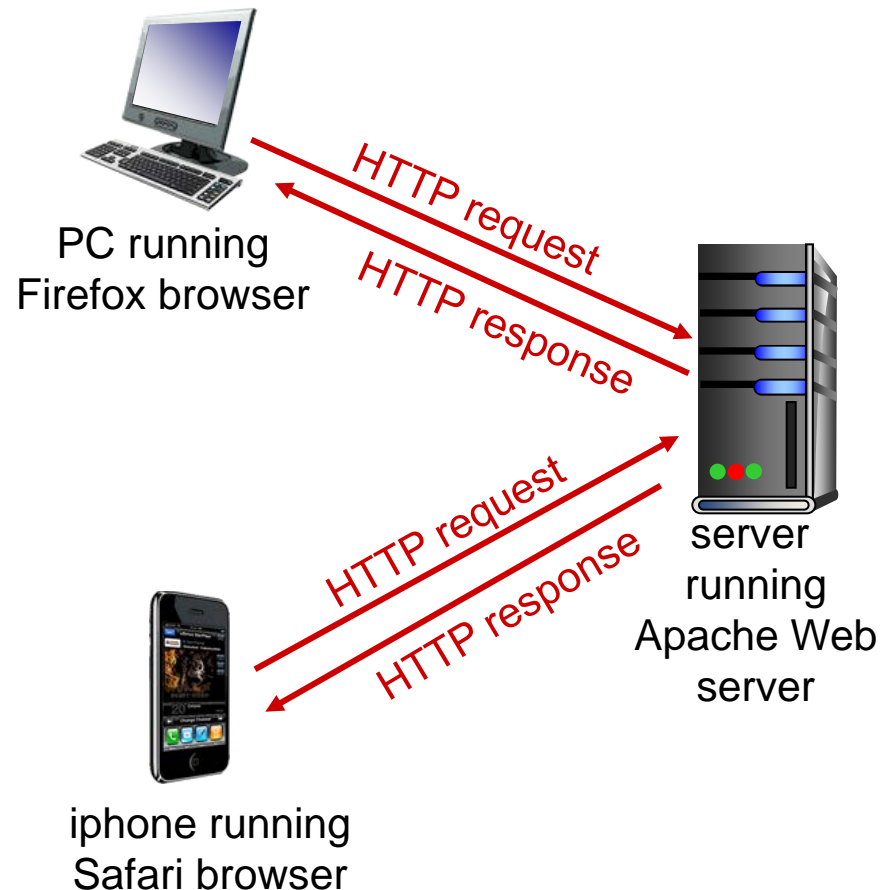 HTTP request
HTTP response
PC running
Firefox browser
HTTP request
HTTP response
server
running
Apache Web
server
iphone running
Safari browser